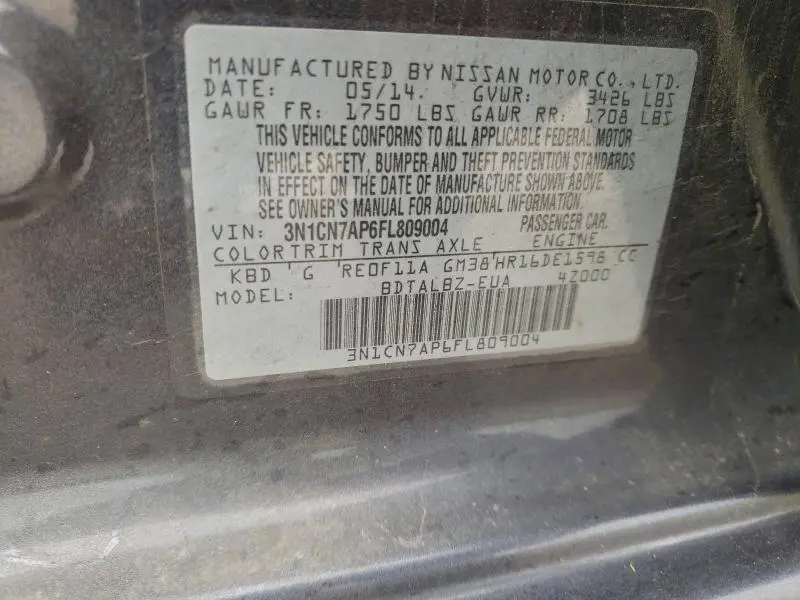 MANUFACTURED BY NISSAN MOTOR CO., LTD.
DATE: 05/14. GVWR: 3426 LBS
GAWR FR: 1750 LBS GAWR RR: 1708 LBS
THIS VEHICLE CONFORMS TO ALL APPLICABLE FEDERAL MOTOR
VEHICLE SAFETY, BUMPER AND THEFT PREVENTION STANDARDS
IN EFFECT ON THE DATE OF MANUFACTURE SHOWN ABOVE.
SEE OWNER'S MANUAL FOR ADDITIONAL INFORMATION.
VIN: 3N1CN7AP6FL809004 PASSENGER CAR.
COLOR TRIM TRANS AXLE ENGINE
KBD ' G 'RE0F11A GM38'HR16DE1598 CC
MODEL: BDTALBZ-EUA 4Z000
3N1CN7AP6FL809004